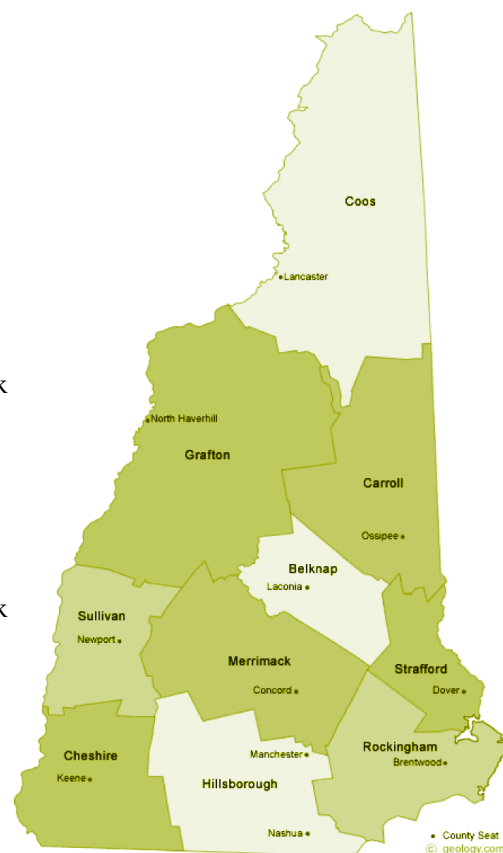 Coos
Lancaster
k
North Haverhill
Grafton
Carroll
Ossipee
Belknap
Laconia
k
Sullivan
Newport
Merrimack
Strafford
Concord
Dover
Rockingham
Cheshire
Manchester
Brentwood
Keene
Hillsborough
Nashua
County Seat
© geology.com